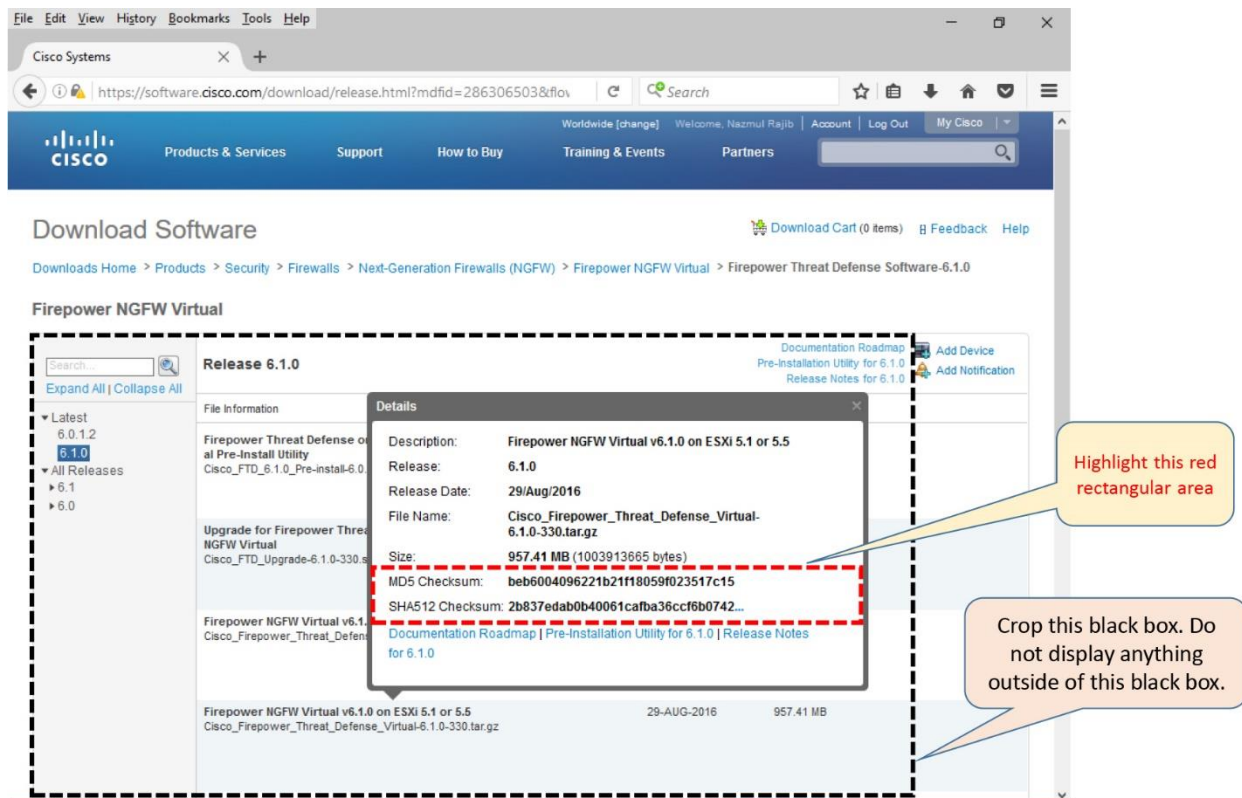 File Edit View History Bookmarks Tools Help
Cisco Systems
https://software.cisco.com/download/release.html?mdfid=286306503&flov
Search
Worldwide [change] Welcome, Nazmul Rajib | Account | Log Out My Cisco
CISCO
Products & Services Support How to Buy Training & Events Partners
Download Software
Download Cart (0 items) Feedback Help
Downloads Home > Products > Security > Firewalls > Next-Generation Firewalls (NGFW) > Firepower NGFW Virtual > Firepower Threat Defense Software-6.1.0
Firepower NGFW Virtual
Search...
Expand All | Collapse All
Latest
6.0.1.2
6.1.0
All Releases
6.1
6.0
Release 6.1.0
Documentation Roadmap
Pre-Installation Utility for 6.1.0
Release Notes for 6.1.0
Add Device
Add Notification
File Information
Firepower Threat Defense
al Pre-Install Utility
Cisco_FTD_6.1.0_Pre-install-6.0.
Upgrade for Firepower Threa
NGFW Virtual
Cisco_FTD_Upgrade-6.1.0-330.s
Firepower NGFW Virtual v6.1.
Cisco_Firepower_Threat_Defens
Firepower NGFW Virtual v6.1.0 on ESXi 5.1 or 5.5
Cisco_Firepower_Threat_Defense_Virtual-6.1.0-330.tar.gz
29-AUG-2016 957.41 MB
Details
Description: Firepower NGFW Virtual v6.1.0 on ESXi 5.1 or 5.5
Release: 6.1.0
Release Date: 29/Aug/2016
File Name: Cisco_Firepower_Threat_Defense_Virtual-
6.1.0-330.tar.gz
Size: 957.41 MB (1003913665 bytes)
MD5 Checksum: beb6004096221b21f18059f023517c15
SHA512 Checksum: 2b837edab0b40061cafba36ccf6b0742...
Documentation Roadmap | Pre-Installation Utility for 6.1.0 | Release Notes
for 6.1.0
Highlight this red
rectangular area
Crop this black box. Do
not display anything
outside of this black box.